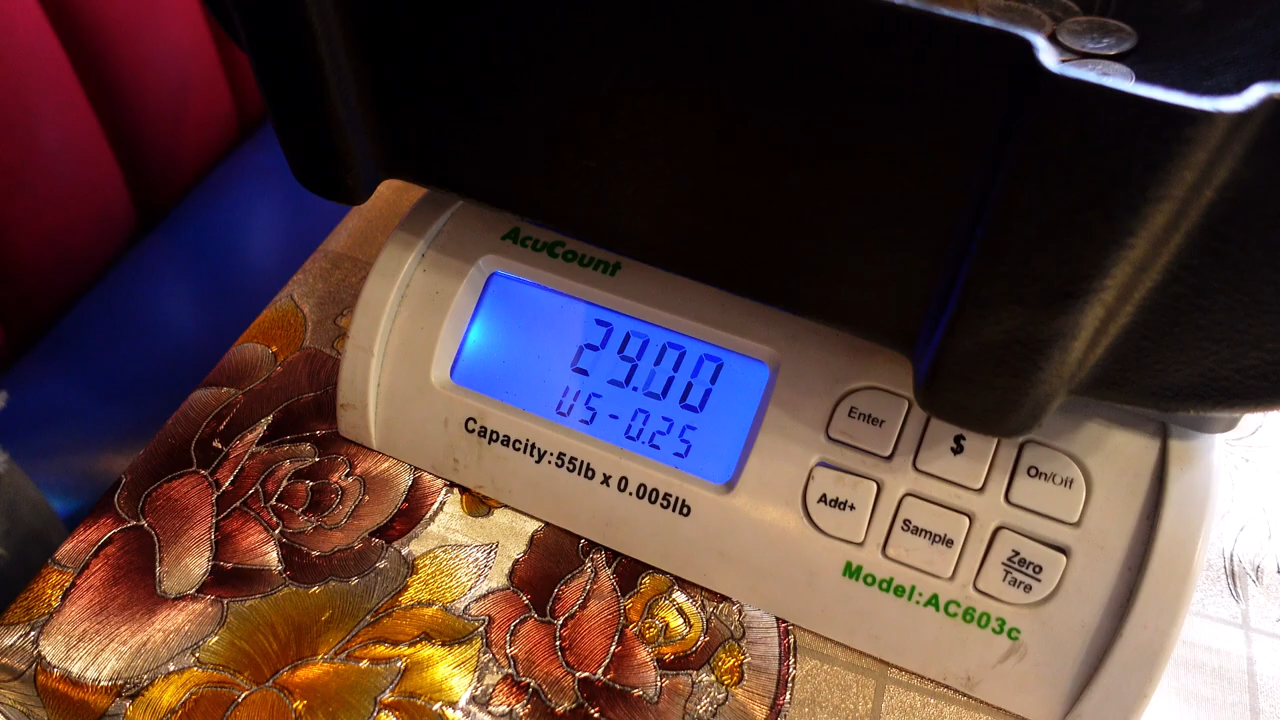 AcuCount
29.00
US-0.25
Capacity:55lb x 0.005lb
Enter
$
On/Off
Add+
Sample
Zero
Tare
Model:AC603c